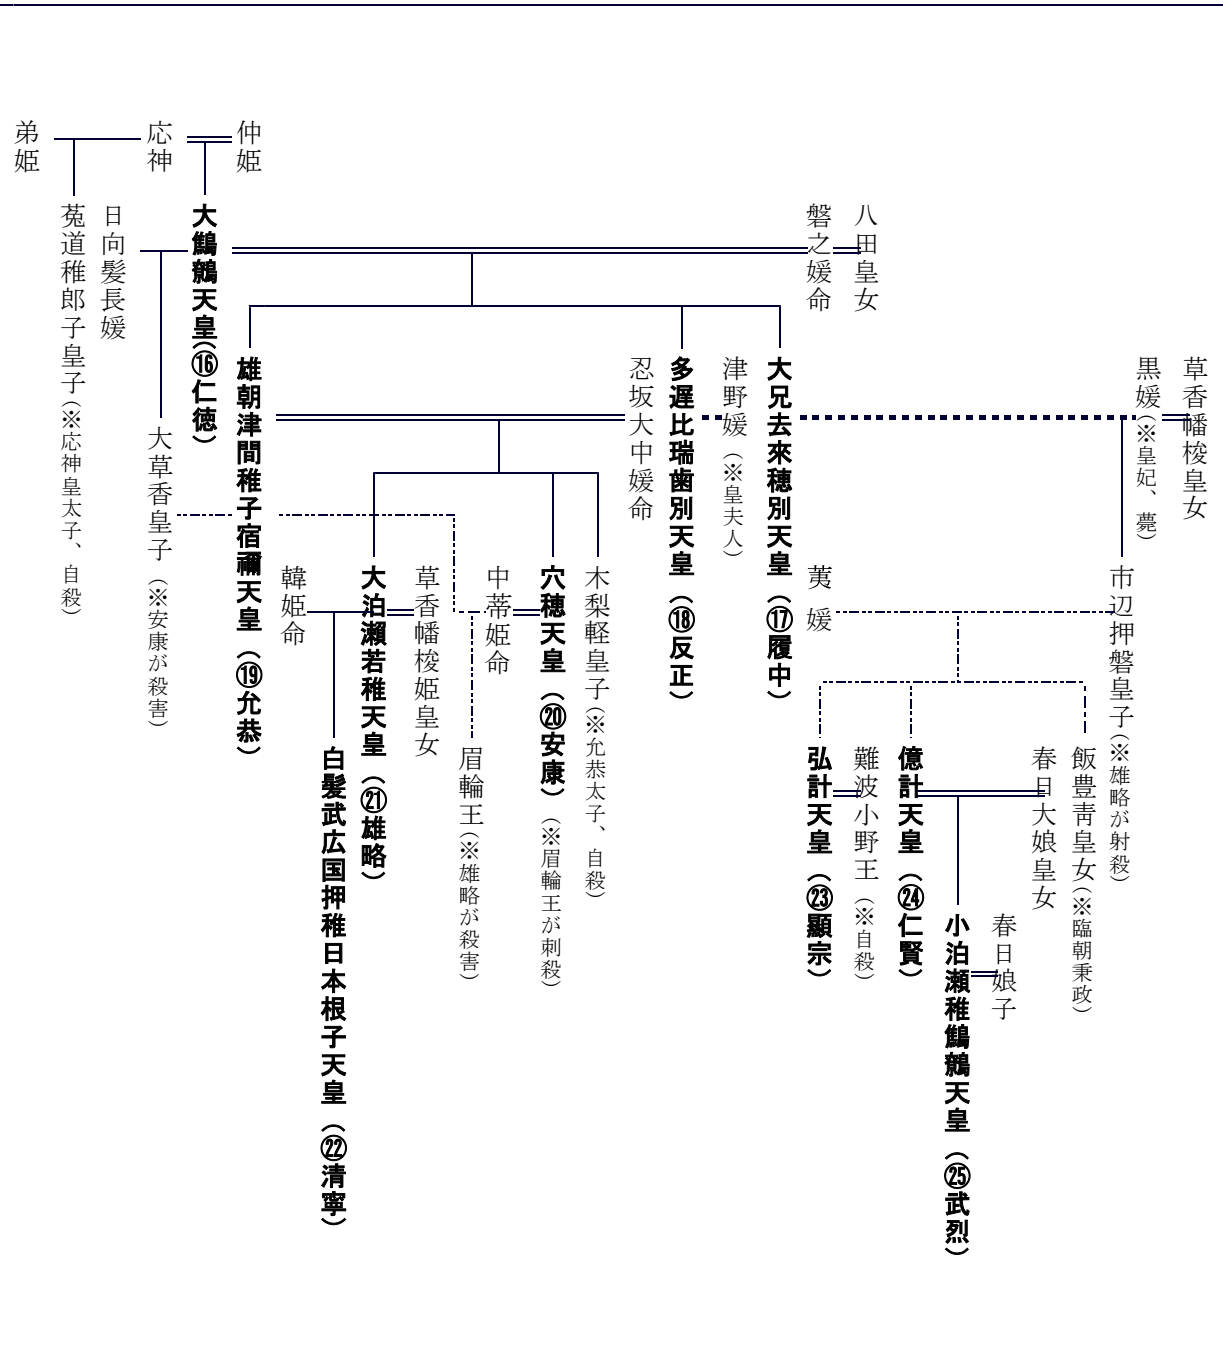 草香幡梭皇女
黒媛（※皇妃、薨）
市辺押磐皇子（※雄略が射殺）
八田皇女
磐之媛命
大兄去來穂別天皇（⑰履中）
津野媛（※皇夫人）
多遅比瑞歯別天皇（⑱反正）
忍坂大中媛命
荑媛
飯豊青皇女（※臨朝秉政）
春日大娘皇女
億計天皇（㉔仁賢）
難波小野王（※自殺）
弘計天皇（㉓顯宗）
春日娘子
小泊瀬稚鷦鷯天皇（㉕武烈）
木梨軽皇子（※允恭太子、自殺）
穴穂天皇（⑳安康）（※眉輪王が刺殺）
中蒂姫命
眉輪王（※雄略が殺害）
草香幡梭姫皇女
大泊瀬若稚天皇（㉑雄略）
韓姫命
白髪武広国押稚日本根子天皇（㉒清寧）
仲姫
応神
弟姫
雄朝津間稚子宿禰天皇（⑲允恭）
大鷦鷯天皇（⑯仁徳）
大草香皇子（※安康が殺害）
日向髪長媛
菟道稚郎子皇子（※応神皇太子、自殺）